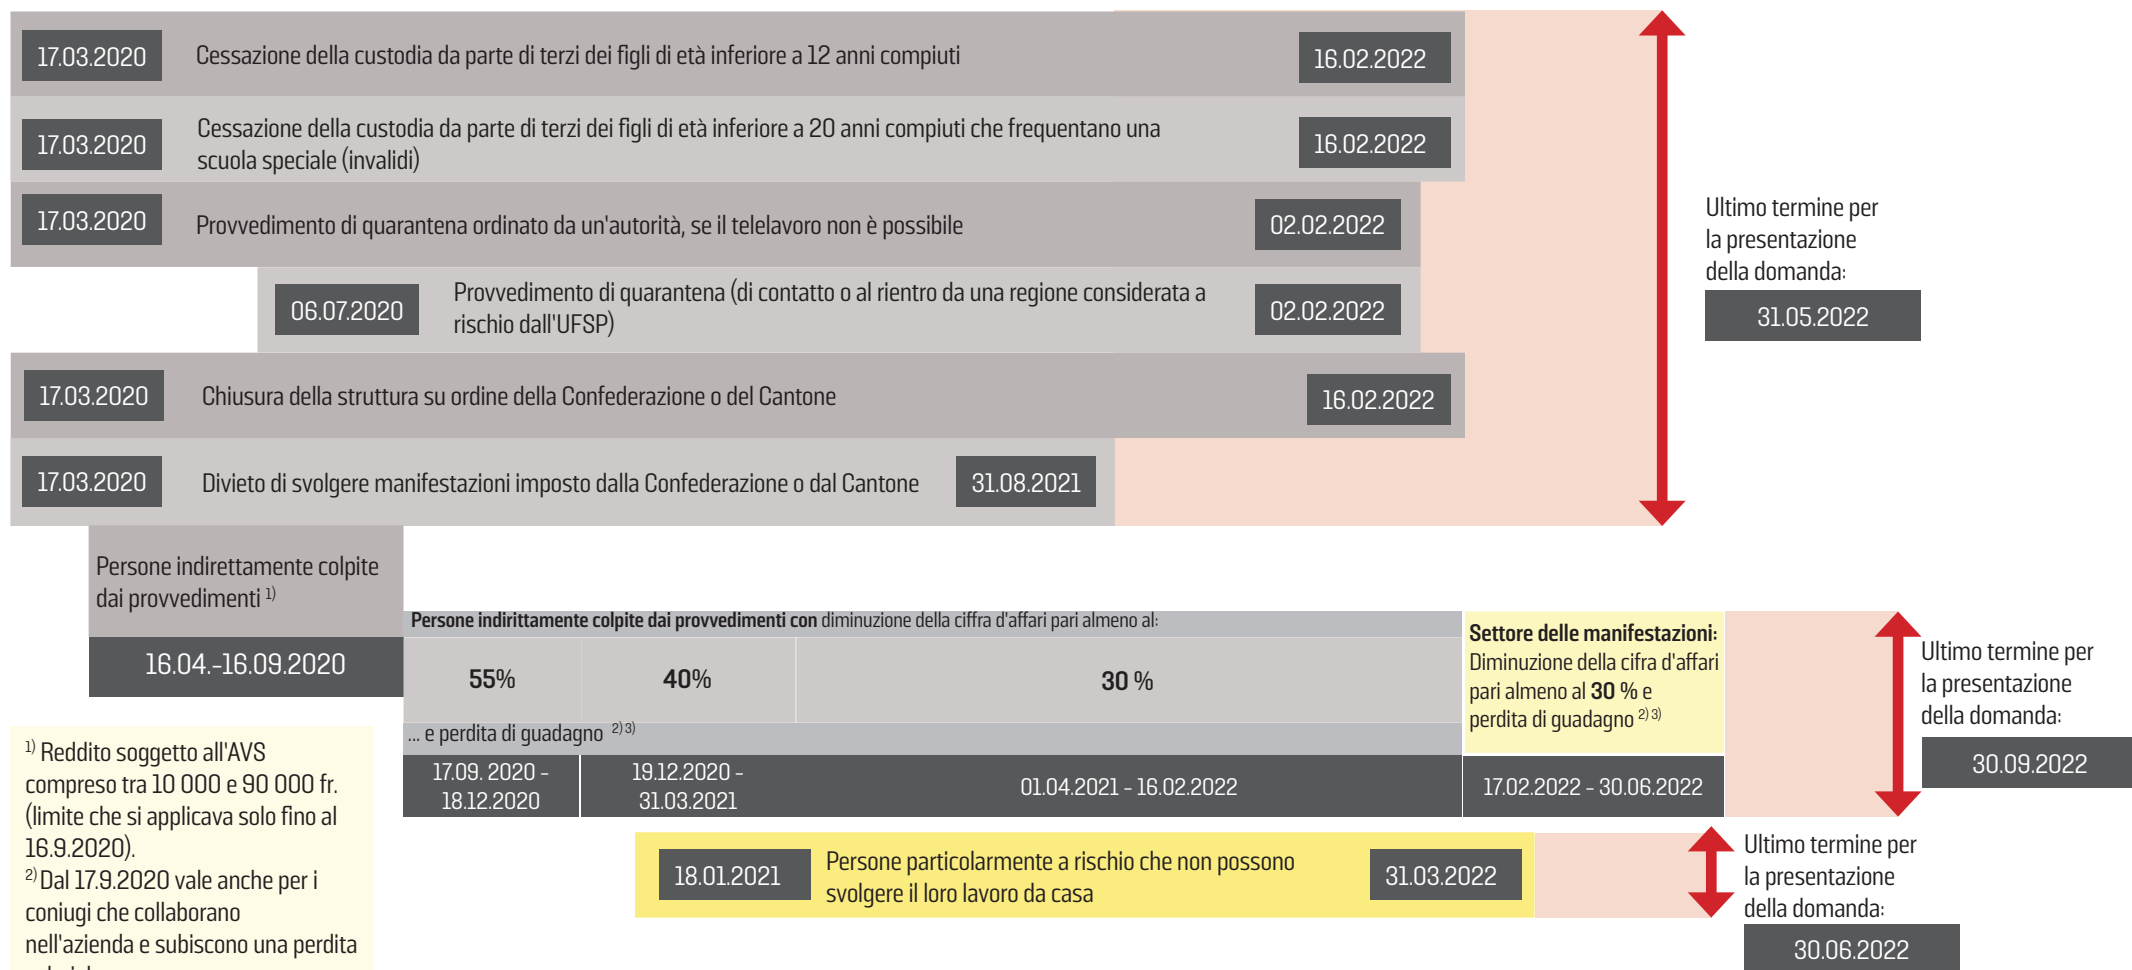 17.03.2020
Cessazione della custodia da parte di terzi dei figli di età inferiore a 12 anni compiuti
16.02.2022
17.03.2020
Cessazione della custodia da parte di terzi dei figli di età inferiore a 20 anni compiuti che frequentano una
scuola speciale (invalidi)
16.02.2022
17.03.2020
Provvedimento di quarantena ordinato da un'autorità, se il telelavoro non è possibile
02.02.2022
06.07.2020
Provvedimento di quarantena (di contatto o al rientro da una regione considerata a
rischio dall'UFSP)
02.02.2022
17.03.2020
Chiusura della struttura su ordine della Confederazione o del Cantone
16.02.2022
17.03.2020
Divieto di svolgere manifestazioni imposto dalla Confederazione o dal Cantone
31.08.2021
Ultimo termine per
la presentazione
della domanda:
31.05.2022
Persone indirettamente colpite
dai provvedimenti 1)
16.04.-16.09.2020
Persone indirittamente colpite dai provvedimenti con diminuzione della ciffra d'affari pari almeno al:
55%
40%
30 %
... e perdita di guadagno 2) 3)
17.09. 2020 -
18.12.2020
19.12.2020 -
31.03.2021
01.04.2021 - 16.02.2022
Settore delle manifestazioni:
Diminuzione della cifra d'affari
pari almeno al 30 % e
perdita di guadagno 2) 3)
17.02.2022 - 30.06.2022
Ultimo termine per
la presentazione
della domanda:
30.09.2022
18.01.2021
Persone particolarmente a rischio che non possono
svolgere il loro lavoro da casa
31.03.2022
Ultimo termine per
la presentazione
della domanda:
30.06.2022
1) Reddito soggetto all'AVS
compreso tra 10 000 e 90 000 fr.
(limite che si applicava solo fino al
16.9.2020).
2) Dal 17.9.2020 vale anche per i
coniugi che collaborano
nell'azienda e subiscono una perdita